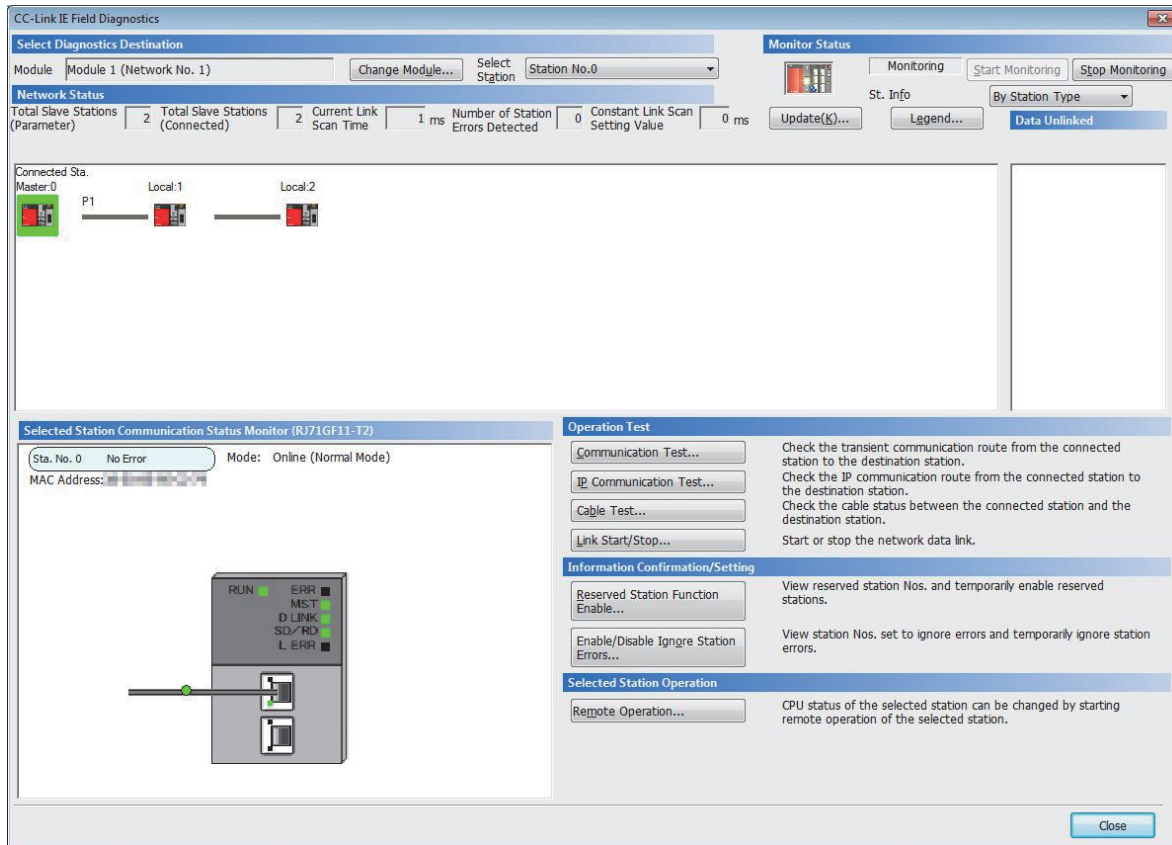 CC-Link IE Field Diagnostics
Select Diagnostics Destination
Monitor Status
Module
Module 1 (Network No. 1)
Change Module...
Select
Station
Station No.0
Monitoring
Start Monitoring
Stop Monitoring
Network Status
St. Info
By Station Type
Total Slave Stations
(Parameter)
2
Total Slave Stations
(Connected)
2
Current Link
Scan Time
1 ms
Number of Station
Errors Detected
0
Constant Link Scan
Setting Value
0 ms
Update(K)...
Legend...
Data Unlinked
Connected Sta.
Master:0
P1
Local:1
Local:2
Selected Station Communication Status Monitor (RJ71GF11-T2)
Sta. No. 0 No Error
Mode: Online (Normal Mode)
MAC Address:
RUN
ERR
MST
D LINK
SD/RD
L ERR
Operation Test
Communication Test...
Check the transient communication route from the connected
station to the destination station.
IP Communication Test...
Check the IP communication route from the connected station to
the destination station.
Cable Test...
Check the cable status between the connected station and the
destination station.
Link Start/Stop...
Start or stop the network data link.
Information Confirmation/Setting
Reserved Station Function
Enable...
View reserved station Nos. and temporarily enable reserved
stations.
Enable/Disable Ignore Station
Errors...
View station Nos. set to ignore errors and temporarily ignore station
errors.
Selected Station Operation
Remote Operation...
CPU status of the selected station can be changed by starting
remote operation of the selected station.
Close